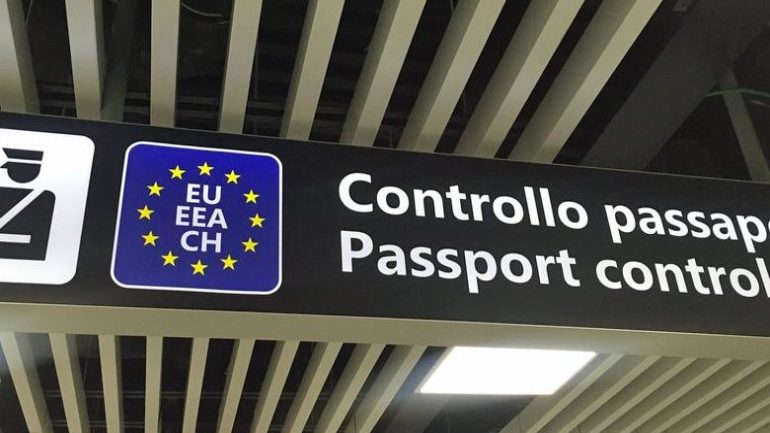 EU
EEA
CH
Controllo passap
Passport control